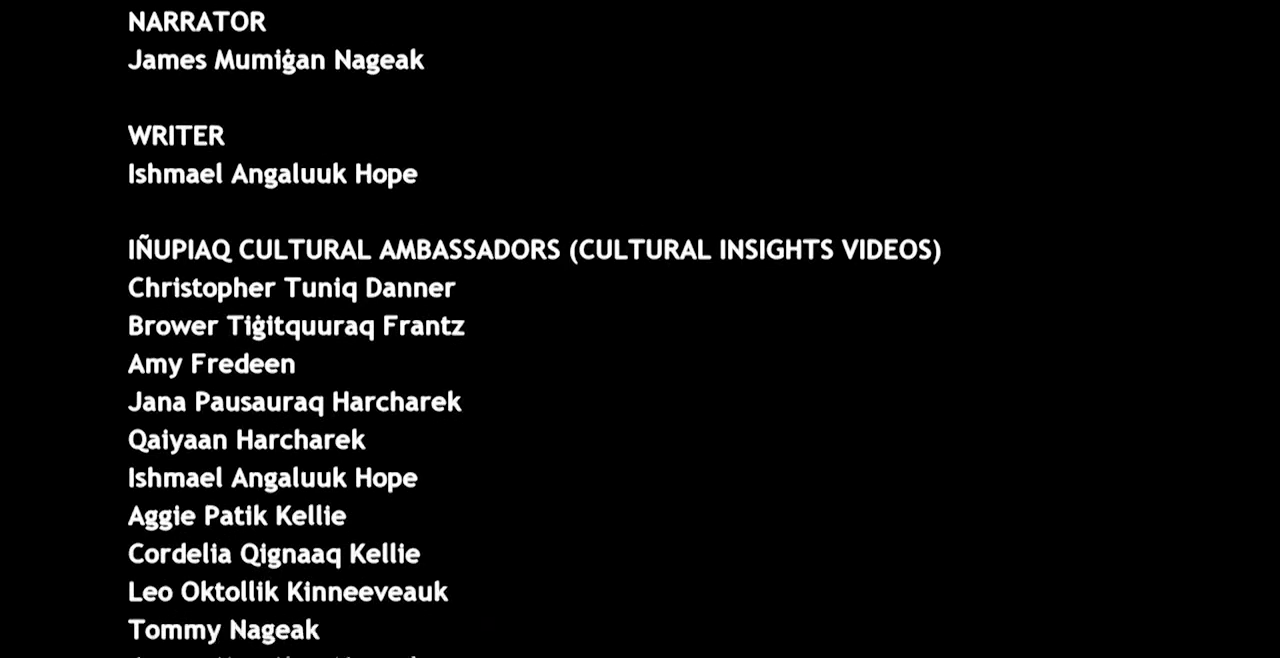 NARRATOR
James Mumiġan Nageak
WRITER
Ishmael Angaluuk Hope
IÑUPIAQ CULTURAL AMBASSADORS (CULTURAL INSIGHTS VIDEOS)
Christopher Tuniq Danner
Brower Tiġitquuraq Frantz
Amy Fredeen
Jana Pausauraq Harcharek
Qaiyaan Harcharek
Ishmael Angaluuk Hope
Aggie Patik Kellie
Cordelia Qignaaq Kellie
Leo Oktollik Kinneeveauk
Tommy Nageak